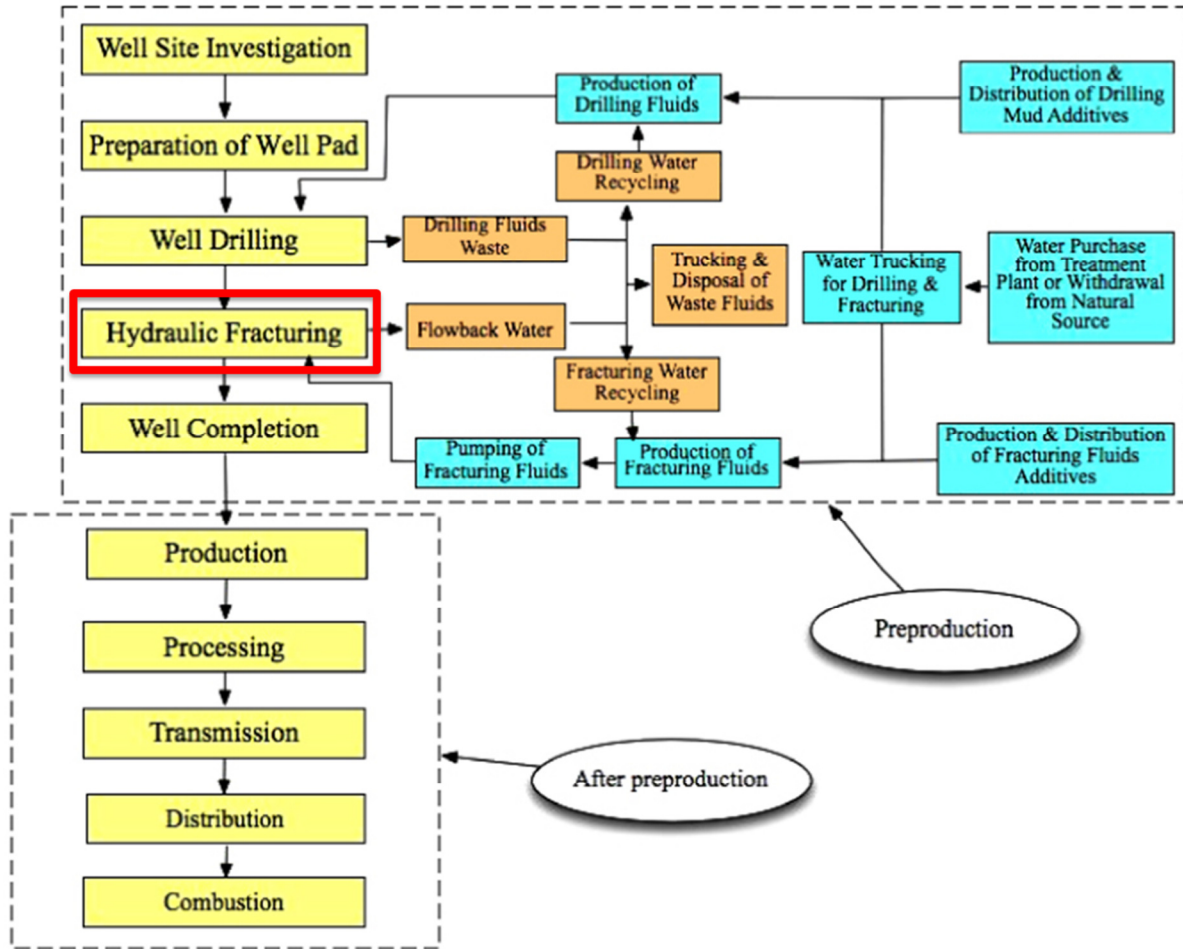 Well Site Investigation
Preparation of Well Pad
Well Drilling
Hydraulic Fracturing
Well Completion
Production of
Drilling Fluids
Drilling Water
Recycling
Drilling Fluids
Waste
Flowback Water
Trucking &
Disposal of
Waste Fluids
Fracturing Water
Recycling
Pumping of
Fracturing Fluids
Production of
Fracturing Fluids
Production &
Distribution of Drilling
Mud Additives
Water Trucking
for Drilling &
Fracturing
Water Purchase
from Treatment
Plant or Withdrawal
from Natural
Source
Production & Distribution
of Fracturing Fluids
Additives
Preproduction
Production
Processing
Transmission
Distribution
Combustion
After preproduction